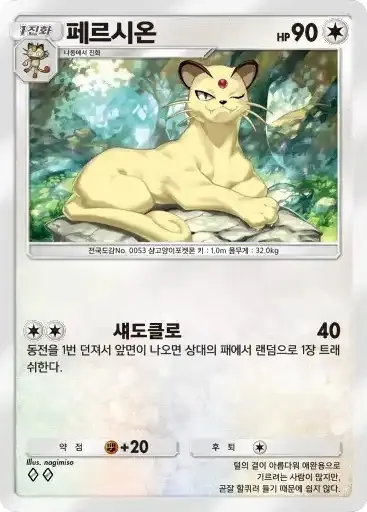 1진화 페르시온 HP 90
나옹에서 진화
전국도감No. 0053 샴고양이포켓몬 키 : 1.0m 몸무게 : 32.0kg
섀도클로 40
동전을 1번 던져서 앞면이 나오면 상대의 패에서 랜덤으로 1장 트래
쉬한다.
약점 +20 후퇴
Illus. nagimiso
털의 결이 아름다워 애완용으로
기르려는 사람이 많지만,
곧잘 할퀴려 들기 때문에 쉽지 않다.